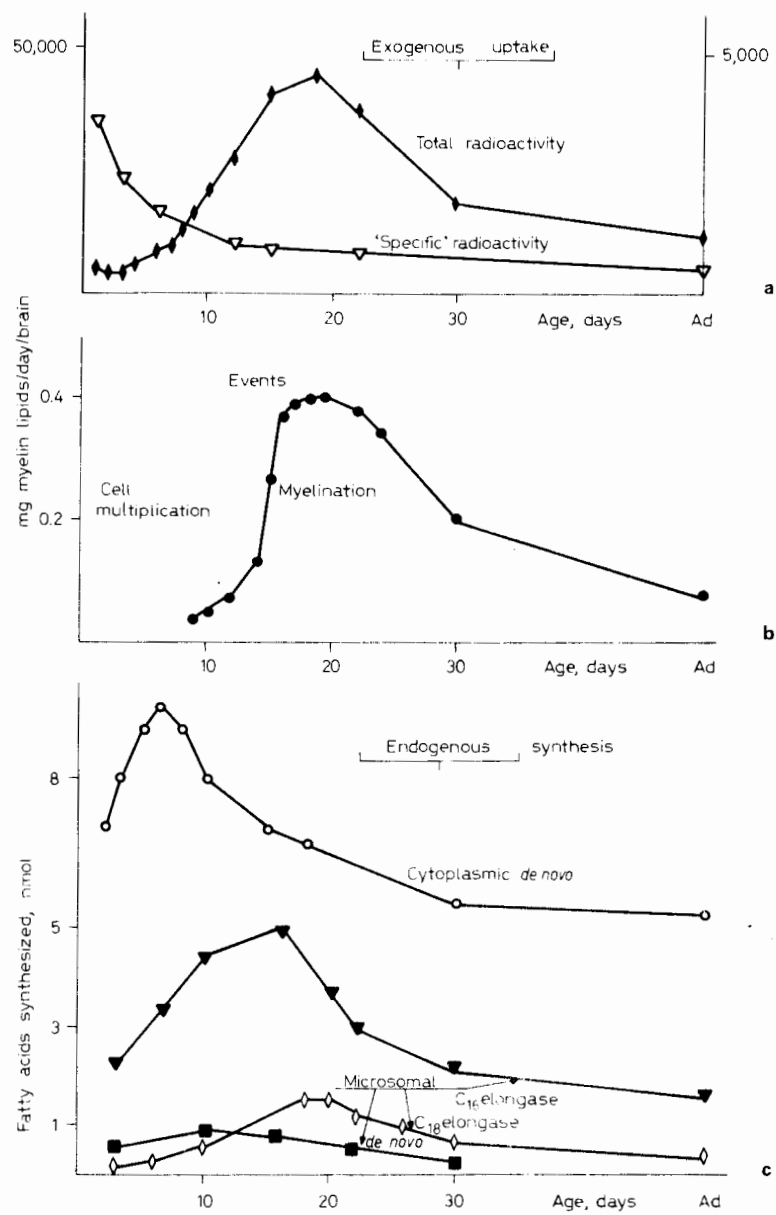 50,000
Exogenous uptake
5,000
Total radioactivity
'Specific' radioactivity
a
10
20
30
Age, days
Ad
mg myelin lipids/day/brain
Events
0.4
Cell
multiplication
Myelination
0.2
b
10
20
30
Age, days
Ad
Endogenous synthesis
8
Cytoplasmic de novo
Fatty acids synthesized, nmol
5
3
Microsomal
C16 elongase
C18 elongase
1
de novo
c
10
20
30
Age, days
Ad